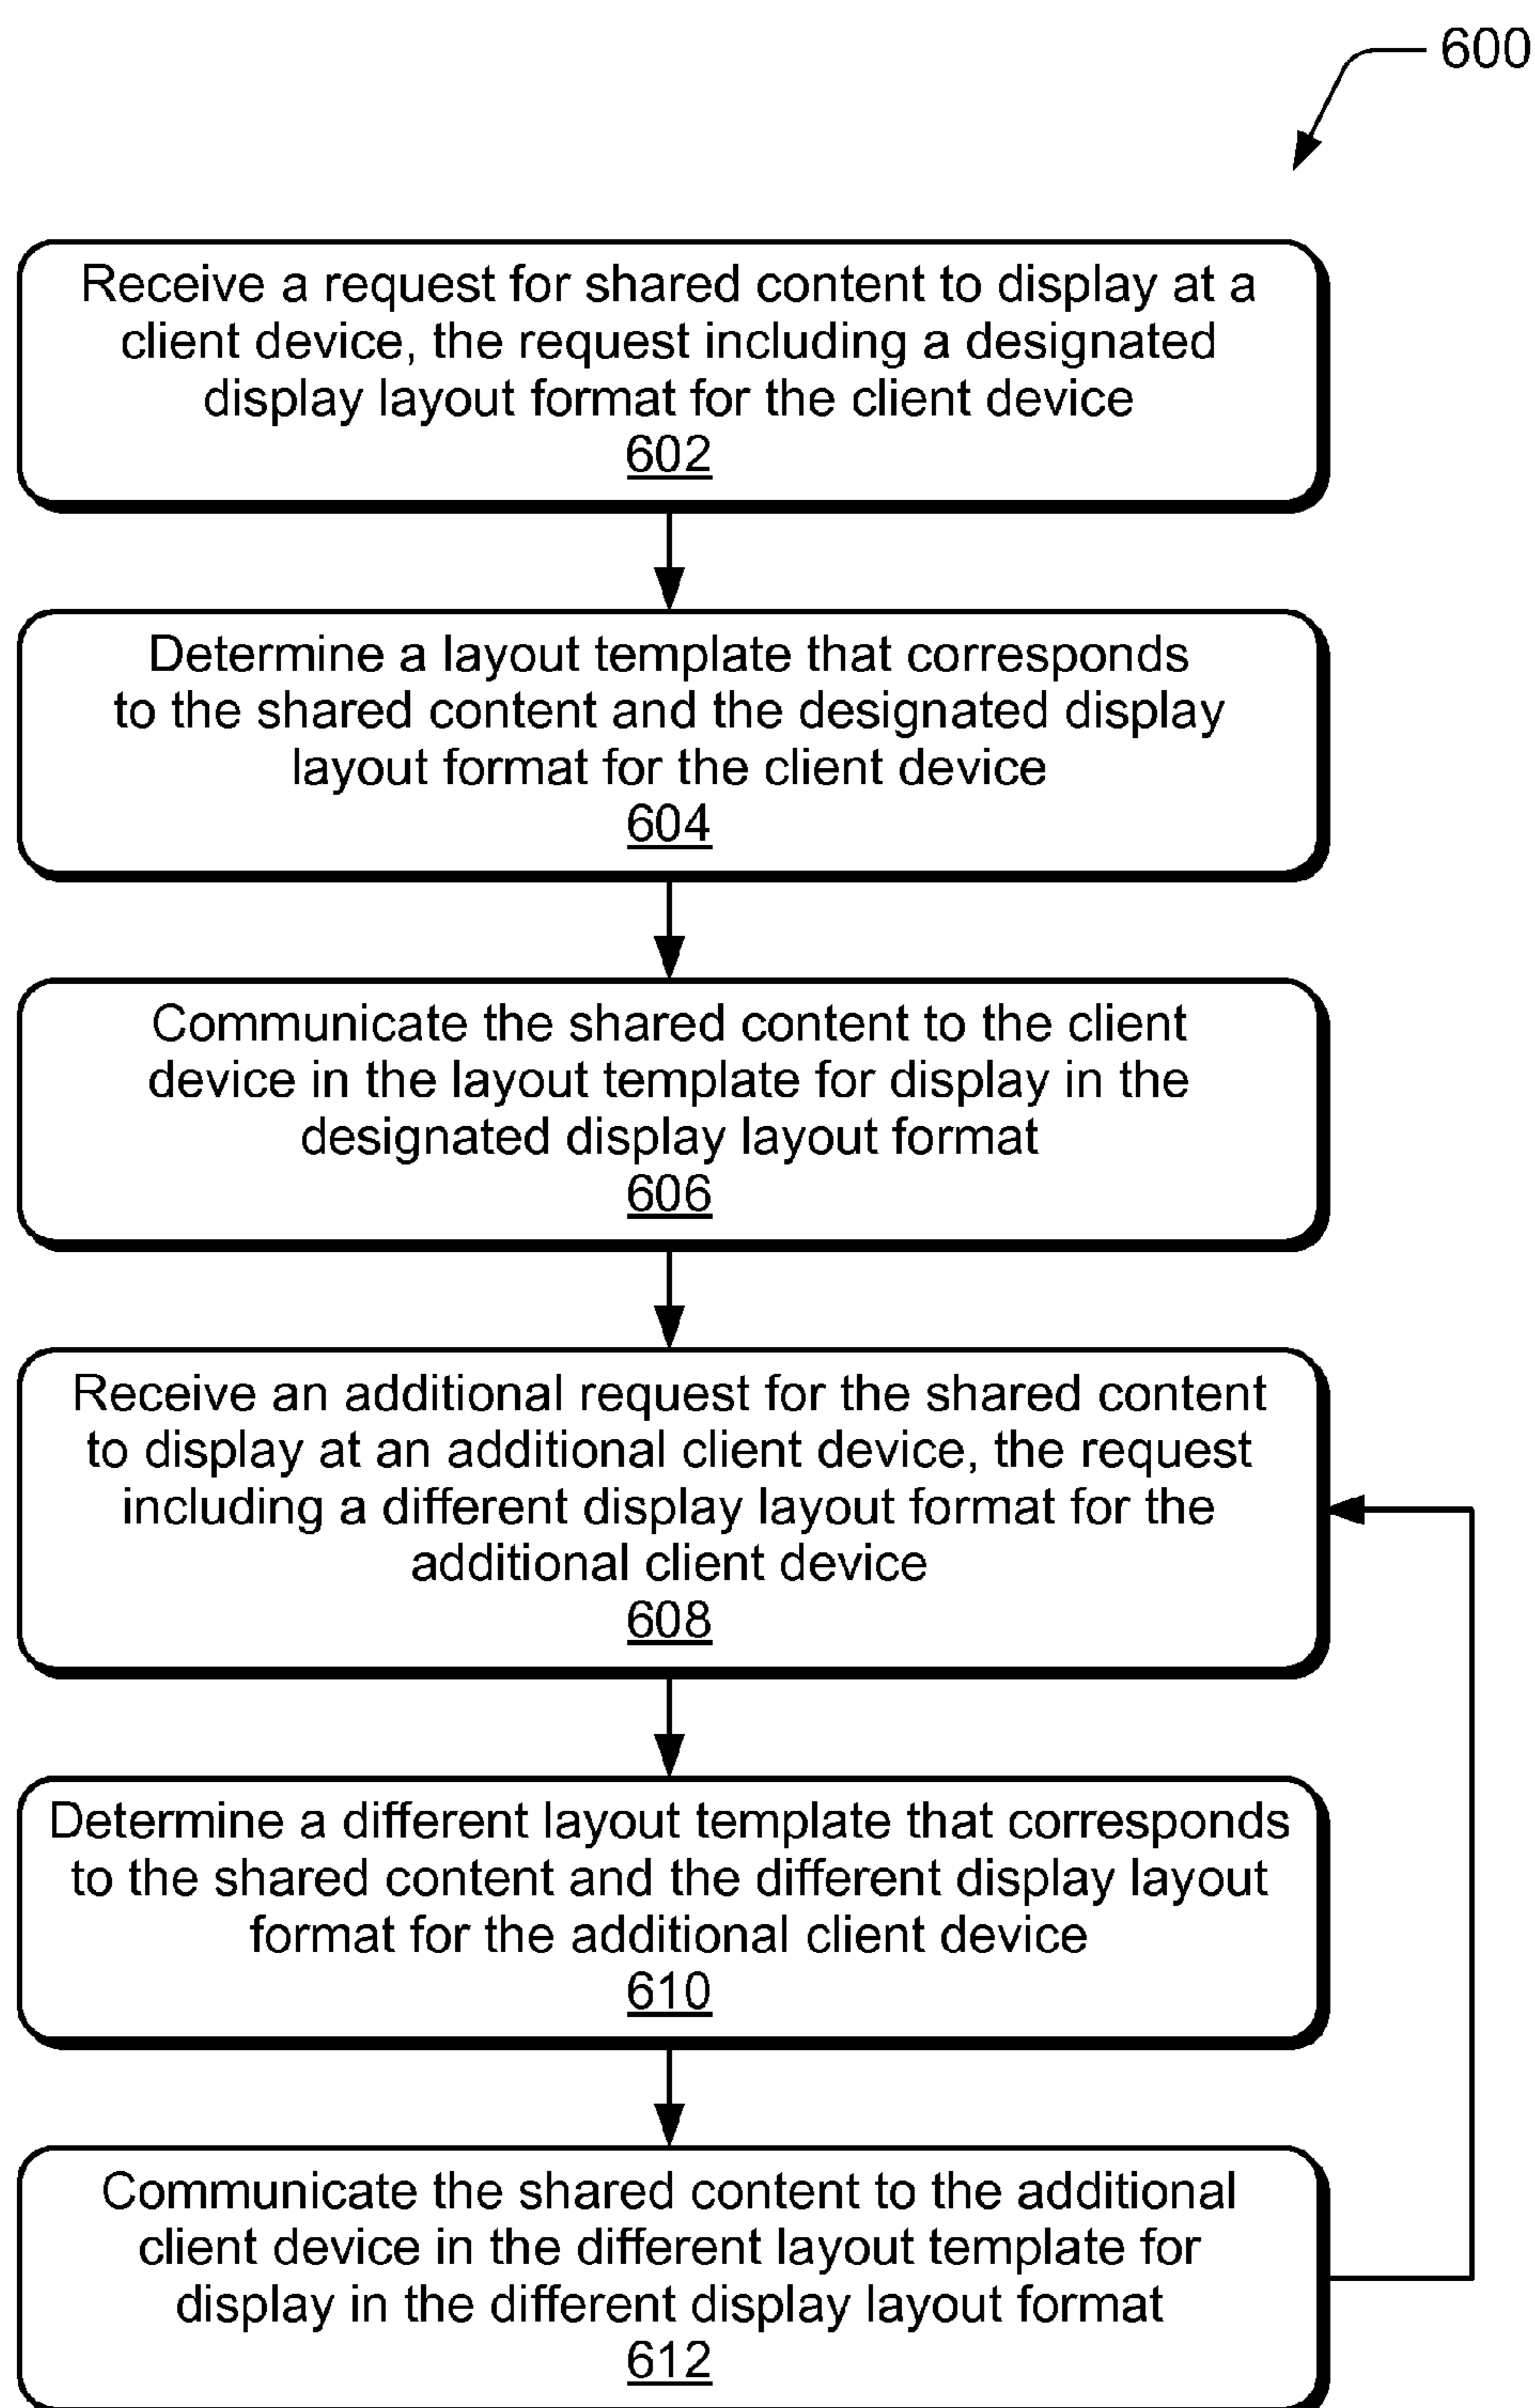 600
Receive a request for shared content to display at a
client device, the request including a designated
display layout format for the client device
602
Determine a layout template that corresponds
to the shared content and the designated display
layout format for the client device
604
Communicate the shared content to the client
device in the layout template for display in the
designated display layout format
606
Receive an additional request for the shared content
to display at an additional client device, the request
including a different display layout format for the
additional client device
608
Determine a different layout template that corresponds
to the shared content and the different display layout
format for the additional client device
610
Communicate the shared content to the additional
client device in the different layout template for
display in the different display layout format
612